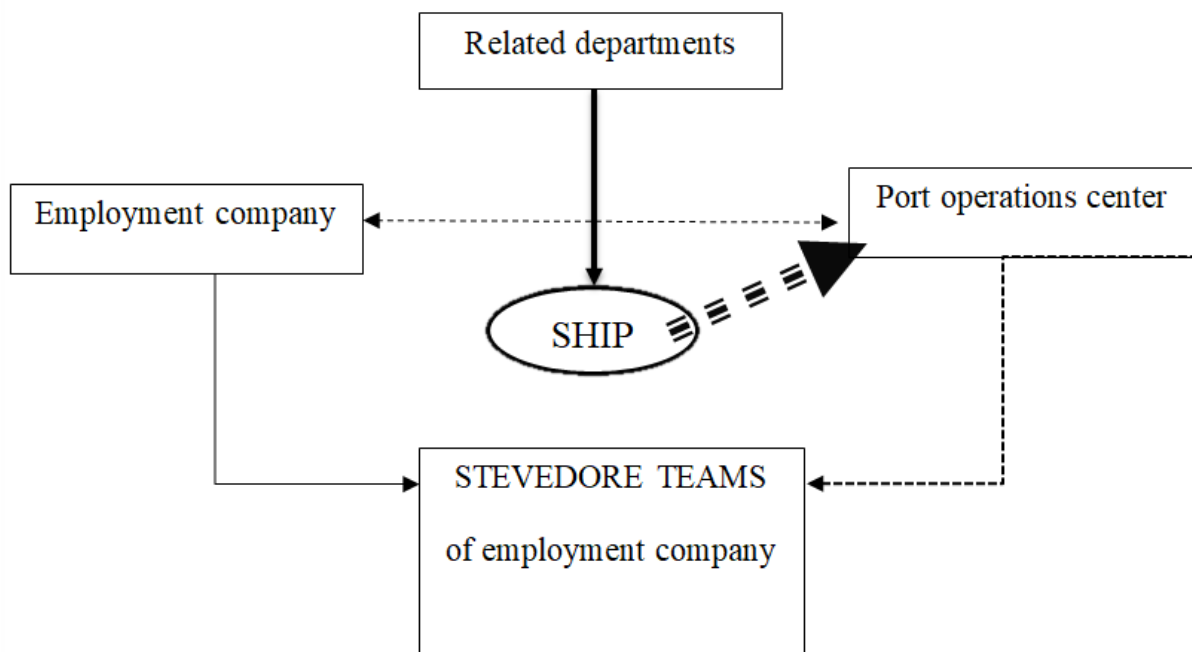 Related departments
Employment company
Port operations center
SHIP
STEVEDORE TEAMS
of employment company